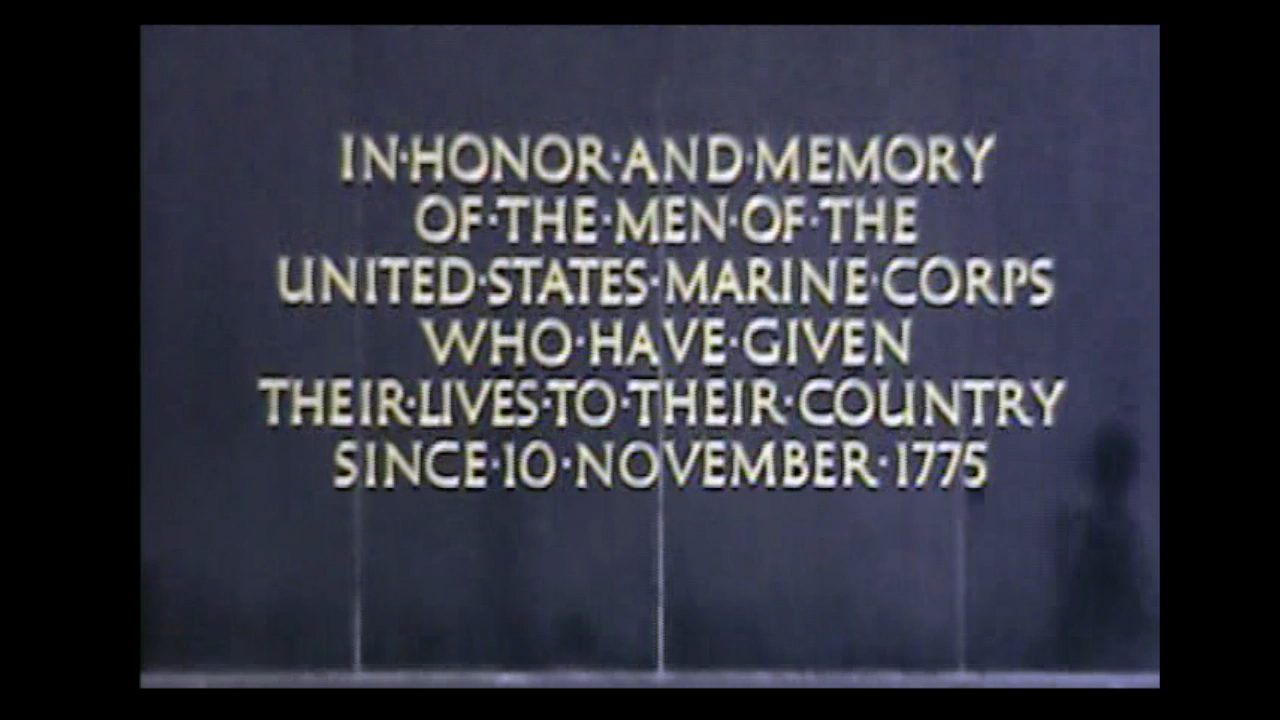 IN·HONOR·AND·MEMORY
OF·THE·MEN·OF·THE
UNITED·STATES·MARINE·CORPS
WHO·HAVE·GIVEN
THEIR·LIVES·TO·THEIR·COUNTRY
SINCE·10·NOVEMBER·1775